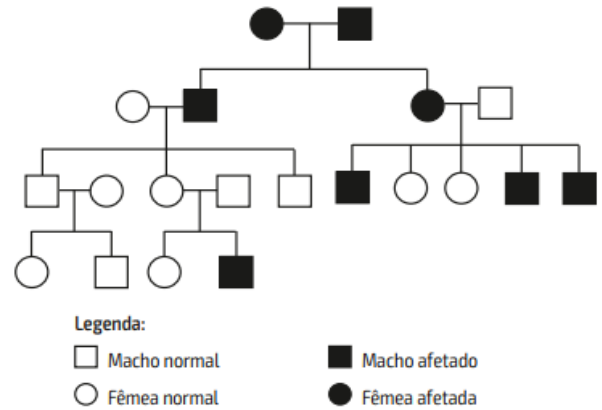 Legenda:
Macho normal
Macho afetado
Fêmea normal
Fêmea afetada